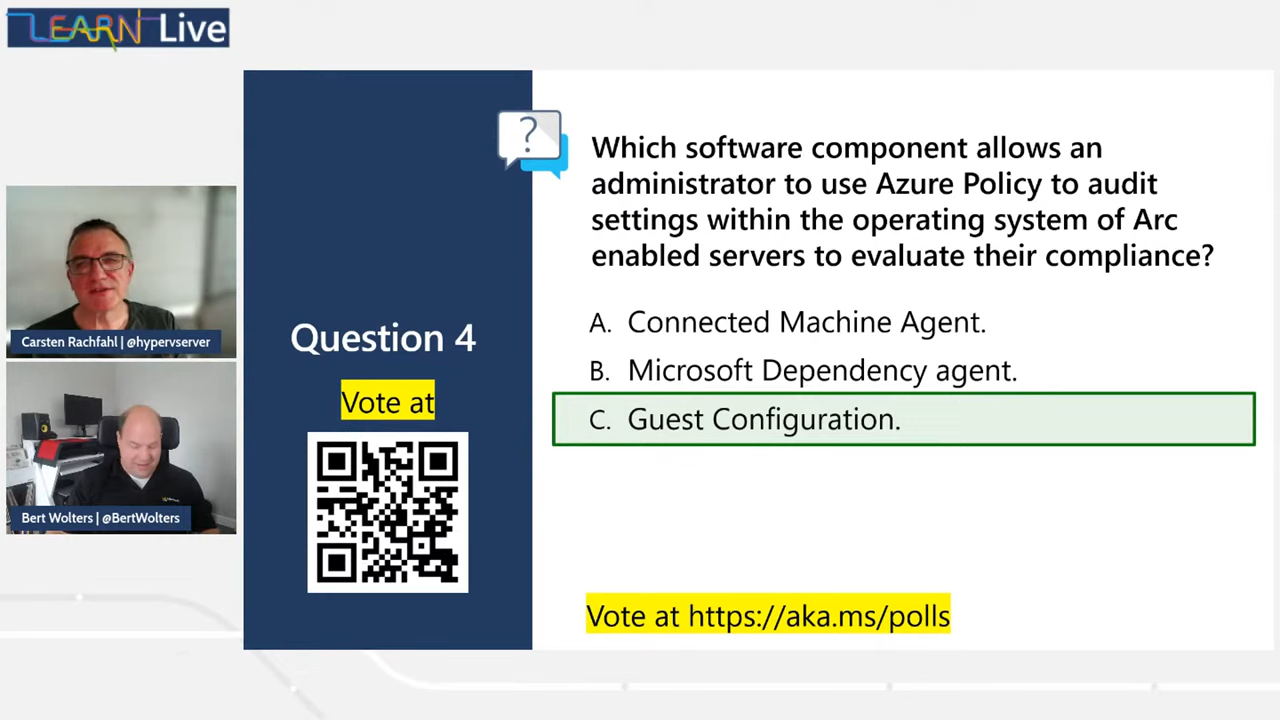 LEARN Live
Carsten Rachfahl | @hypervserver
Bert Wolters | @BertWolters
Question 4
Vote at
?
Which software component allows an
administrator to use Azure Policy to audit
settings within the operating system of Arc
enabled servers to evaluate their compliance?
A. Connected Machine Agent.
B. Microsoft Dependency agent.
C. Guest Configuration.
Vote at https://aka.ms/polls